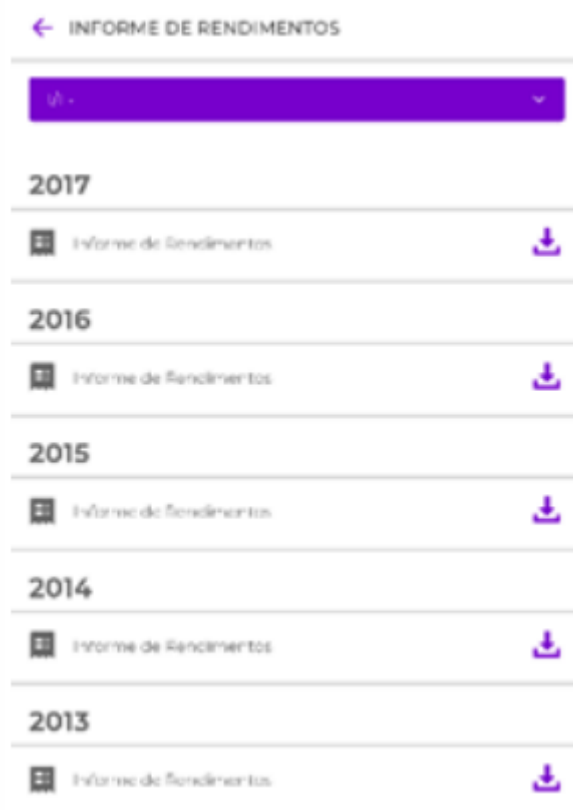 INFORME DE RENDIMENTOS
2017
Informe de Rendimentos
2016
Informe de Rendimentos
2015
Informe de Rendimentos
2014
Informe de Rendimentos
2013
Informe de Rendimentos